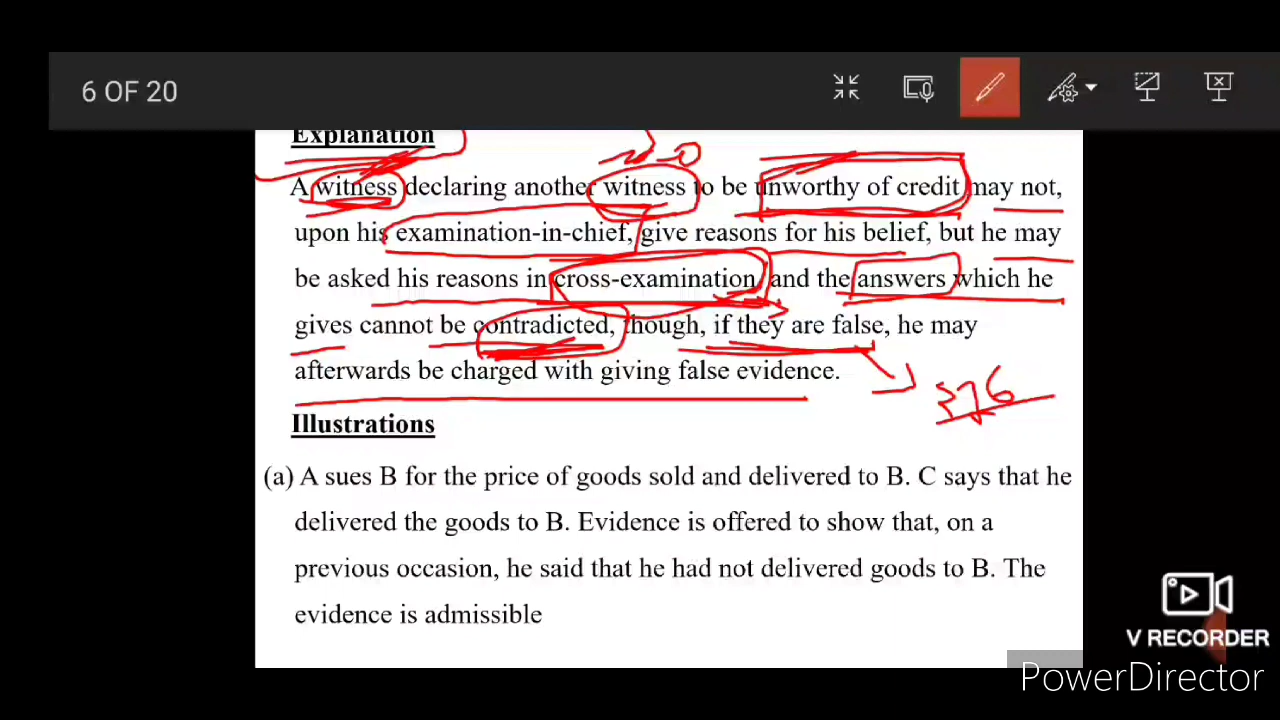 6 OF 20
Explanation
A witness declaring another witness to be unworthy of credit may not,
upon his examination-in-chief, give reasons for his belief, but he may
be asked his reasons in cross-examination, and the answers which he
gives cannot be contradicted, though, if they are false, he may
afterwards be charged with giving false evidence.
376
Illustrations
(a) A sues B for the price of goods sold and delivered to B. C says that he
delivered the goods to B. Evidence is offered to show that, on a
previous occasion, he said that he had not delivered goods to B. The
evidence is admissible
V RECORDER
PowerDirector